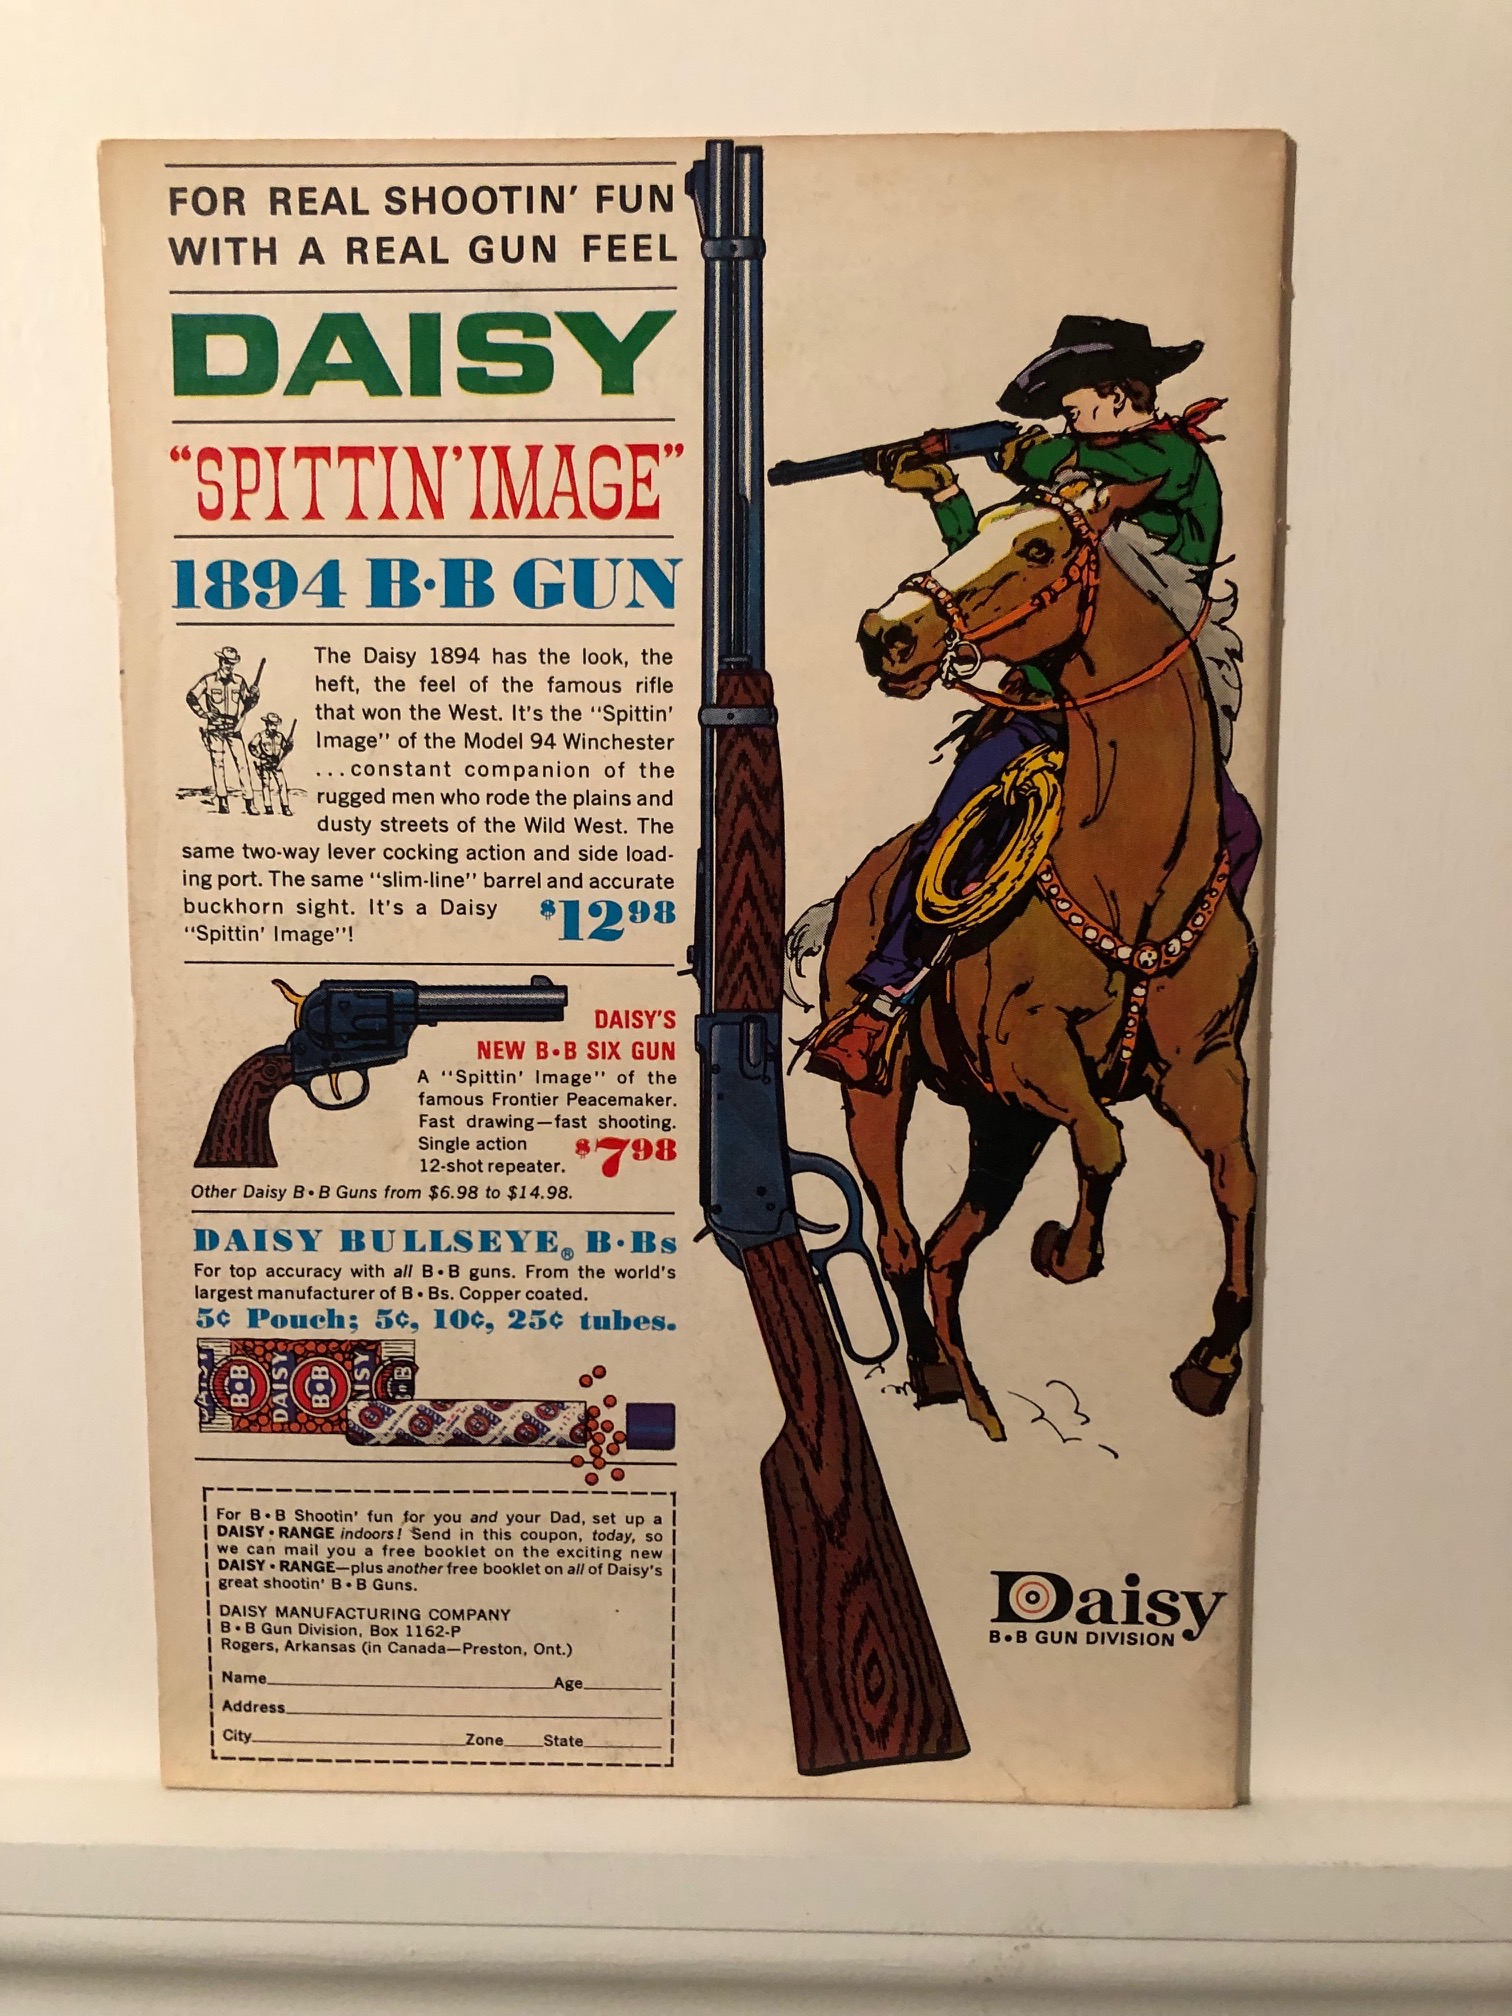 FOR REAL SHOOTIN' FUN
WITH A REAL GUN FEEL
DAISY
"SPITTIN' IMAGE"
1894 B•B GUN
The Daisy 1894 has the look, the
heft, the feel of the famous rifle
that won the West. It's the "Spittin'
Image" of the Model 94 Winchester
...constant companion of the
rugged men who rode the plains and
dusty streets of the Wild West. The
same two-way lever cocking action and side load-
ing port. The same "slim-line" barrel and accurate
buckhorn sight. It's a Daisy
"Spittin' Image"!
$12 98
DAISY'S
NEW B•B SIX GUN
A "Spittin' Image" of the
famous Frontier Peacemaker.
Fast drawing—fast shooting.
Single action
12-shot repeater.
$7 98
Other Daisy B•B Guns from $6.98 to $14.98.
DAISY BULLSEYE® B•Bs
For top accuracy with all B•B guns. From the world's
largest manufacturer of B•Bs. Copper coated.
5¢ Pouch; 5¢, 10¢, 25¢ tubes.
DAISY B•B DAISY B•B
For B•B Shootin' fun for you and your Dad, set up a
DAISY•RANGE indoors! Send in this coupon, today, so
we can mail you a free booklet on the exciting new
DAISY•RANGE—plus another free booklet on all of Daisy's
great shootin' B•B Guns.
DAISY MANUFACTURING COMPANY
B•B Gun Division, Box 1162-P
Rogers, Arkansas (in Canada—Preston, Ont.)
Name Age
Address
City Zone State
Daisy
B•B GUN DIVISION